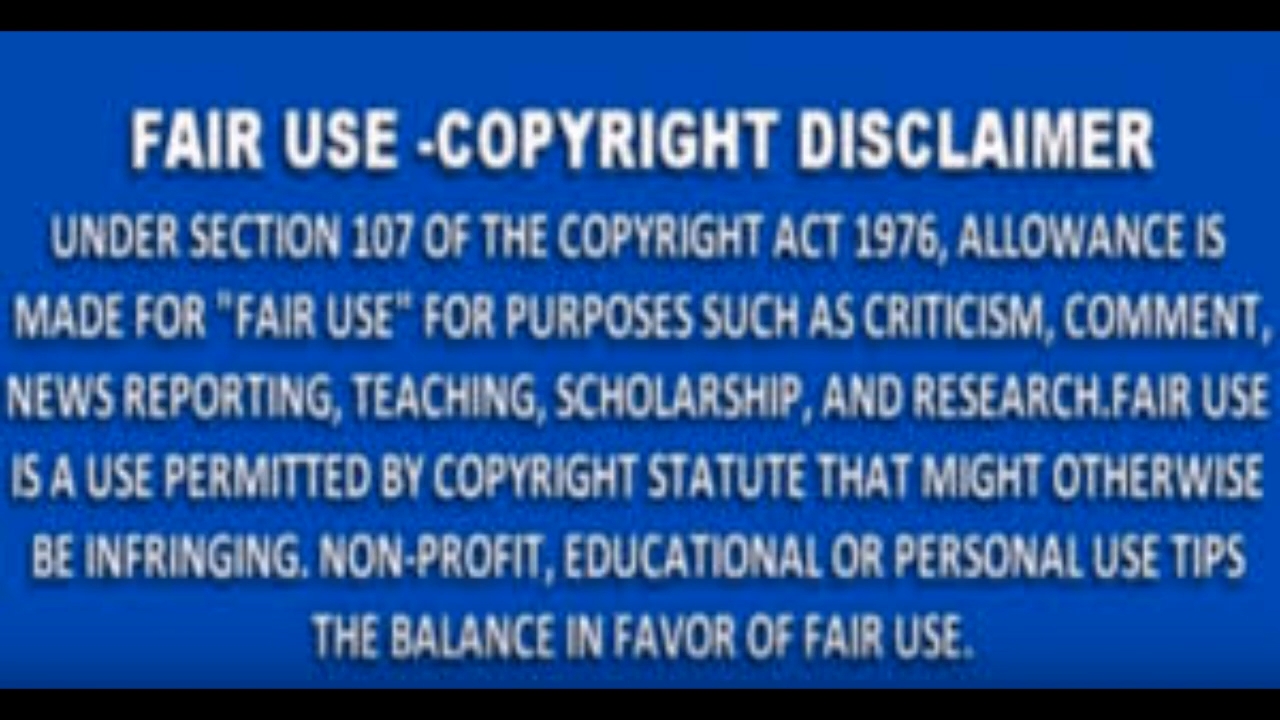 FAIR USE -COPYRIGHT DISCLAIMER
UNDER SECTION 107 OF THE COPYRIGHT ACT 1976, ALLOWANCE IS
MADE FOR "FAIR USE" FOR PURPOSES SUCH AS CRITICISM, COMMENT,
NEWS REPORTING, TEACHING, SCHOLARSHIP, AND RESEARCH.FAIR USE
IS A USE PERMITTED BY COPYRIGHT STATUTE THAT MIGHT OTHERWISE
BE INFRINGING. NON-PROFIT, EDUCATIONAL OR PERSONAL USE TIPS
THE BALANCE IN FAVOR OF FAIR USE.